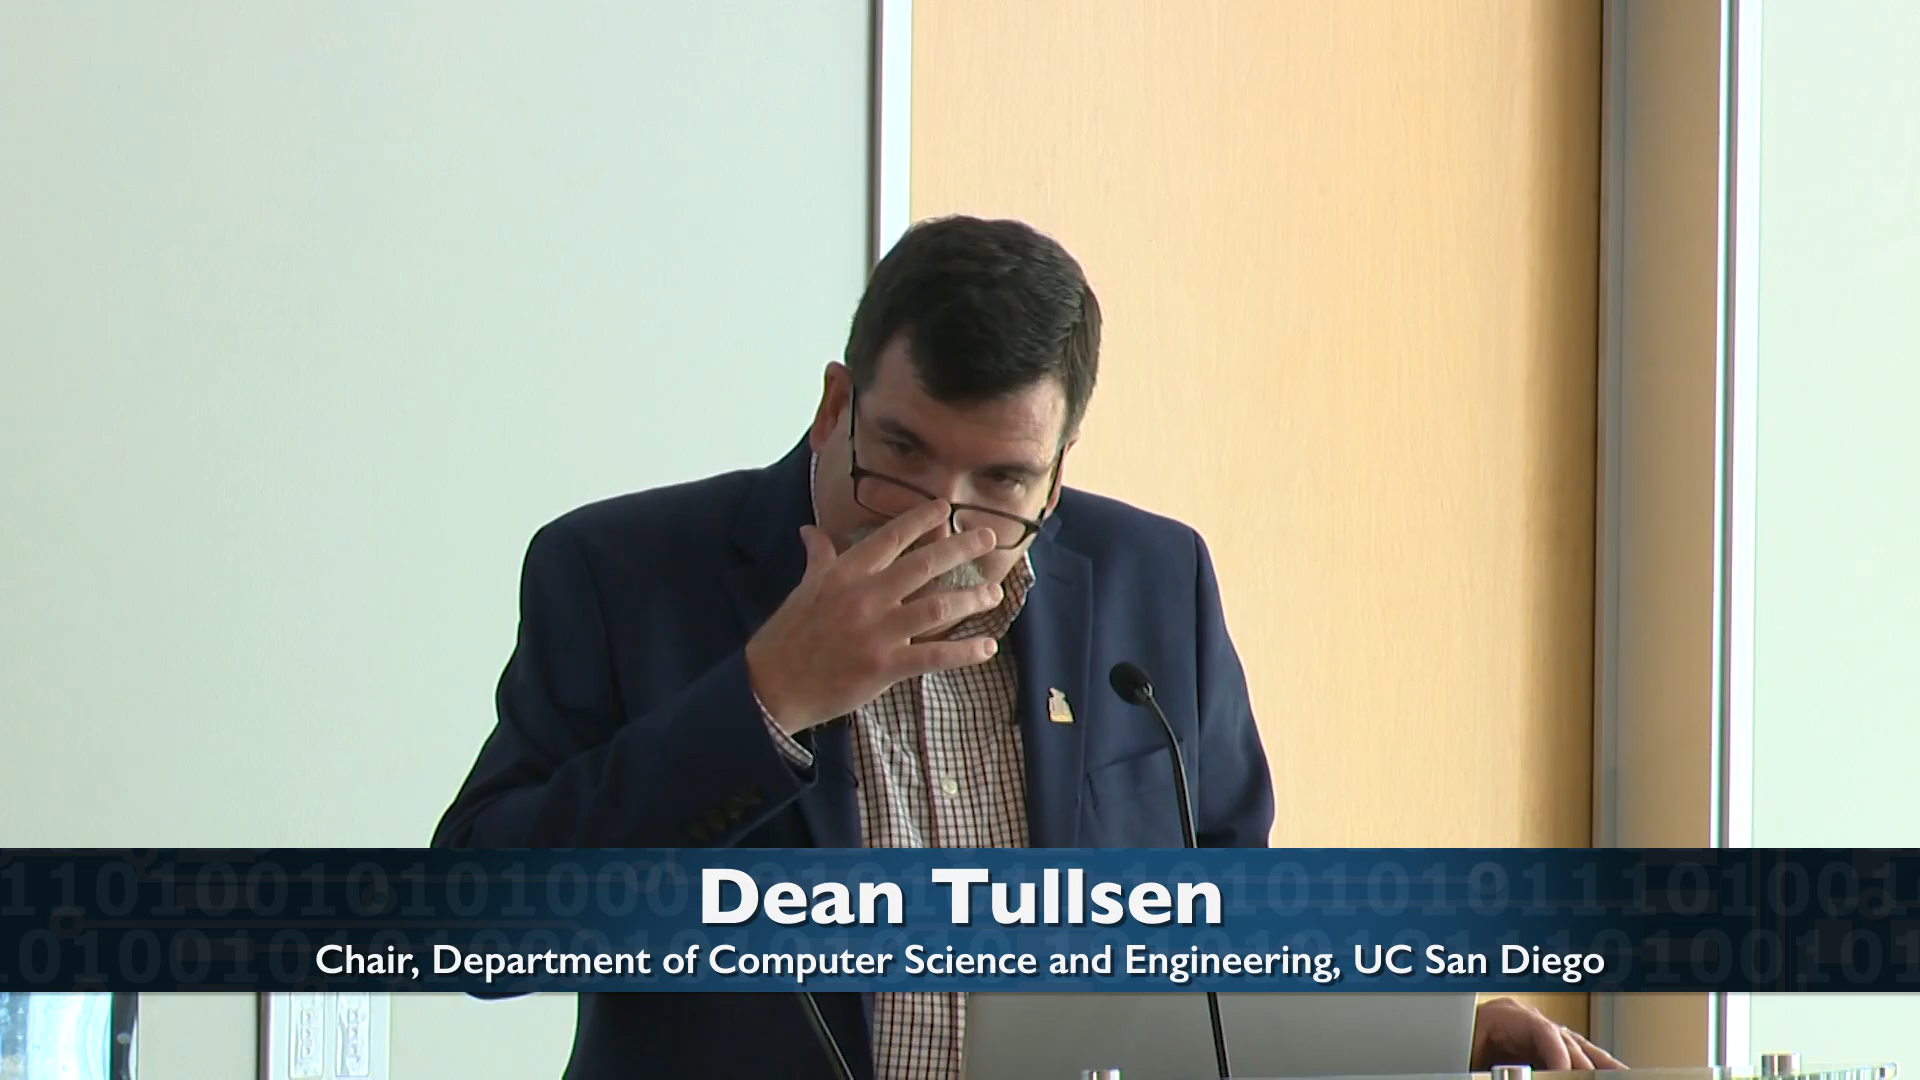 Dean Tullsen
Chair, Department of Computer Science and Engineering, UC San Diego